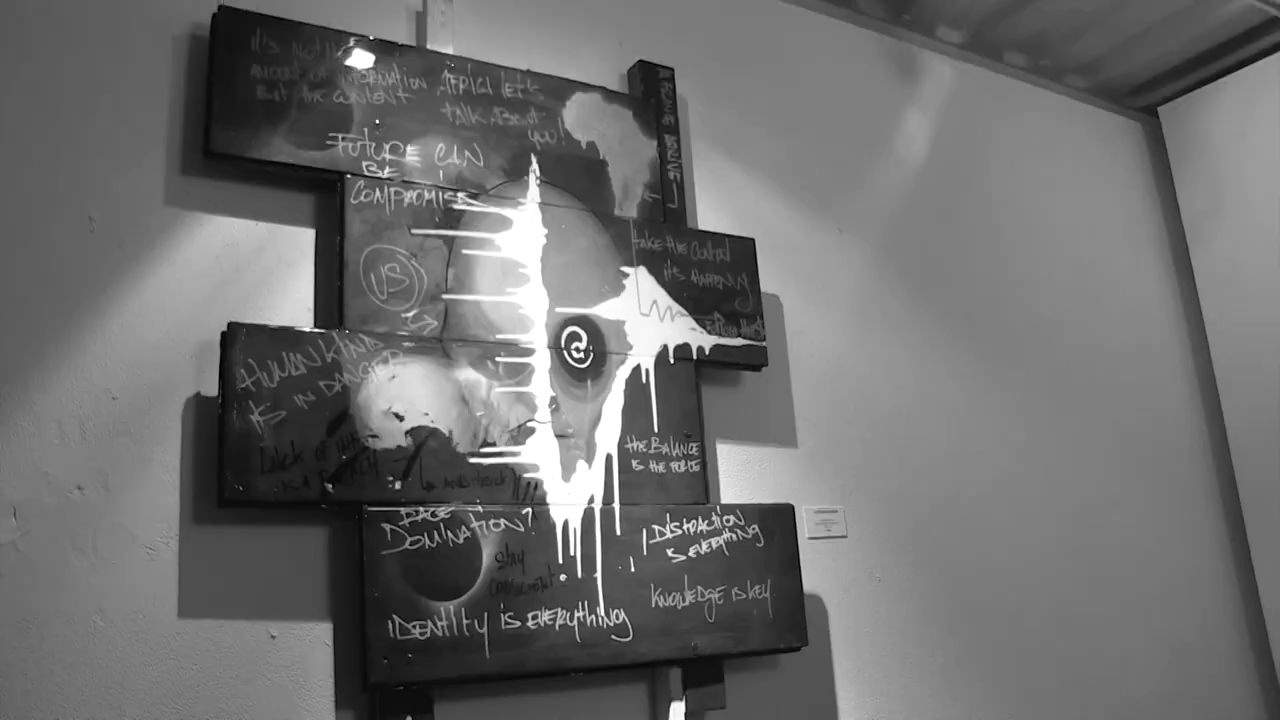 it's not the
amount of information
but the content
AFRICA let's
talk about
you!
FUTURE CAN
BE
COMPROMISE
US
take the control
it's happening
HUMAN KIND
IS IN DANGER
Lack of
IS A
the BALANCE
IS the FORCE
RACE
DOMINATION?
stay
DISTRACTION
IS EVERYthING
KNOWLEDGE IS KEY
IDENtIty IS EVERYthING